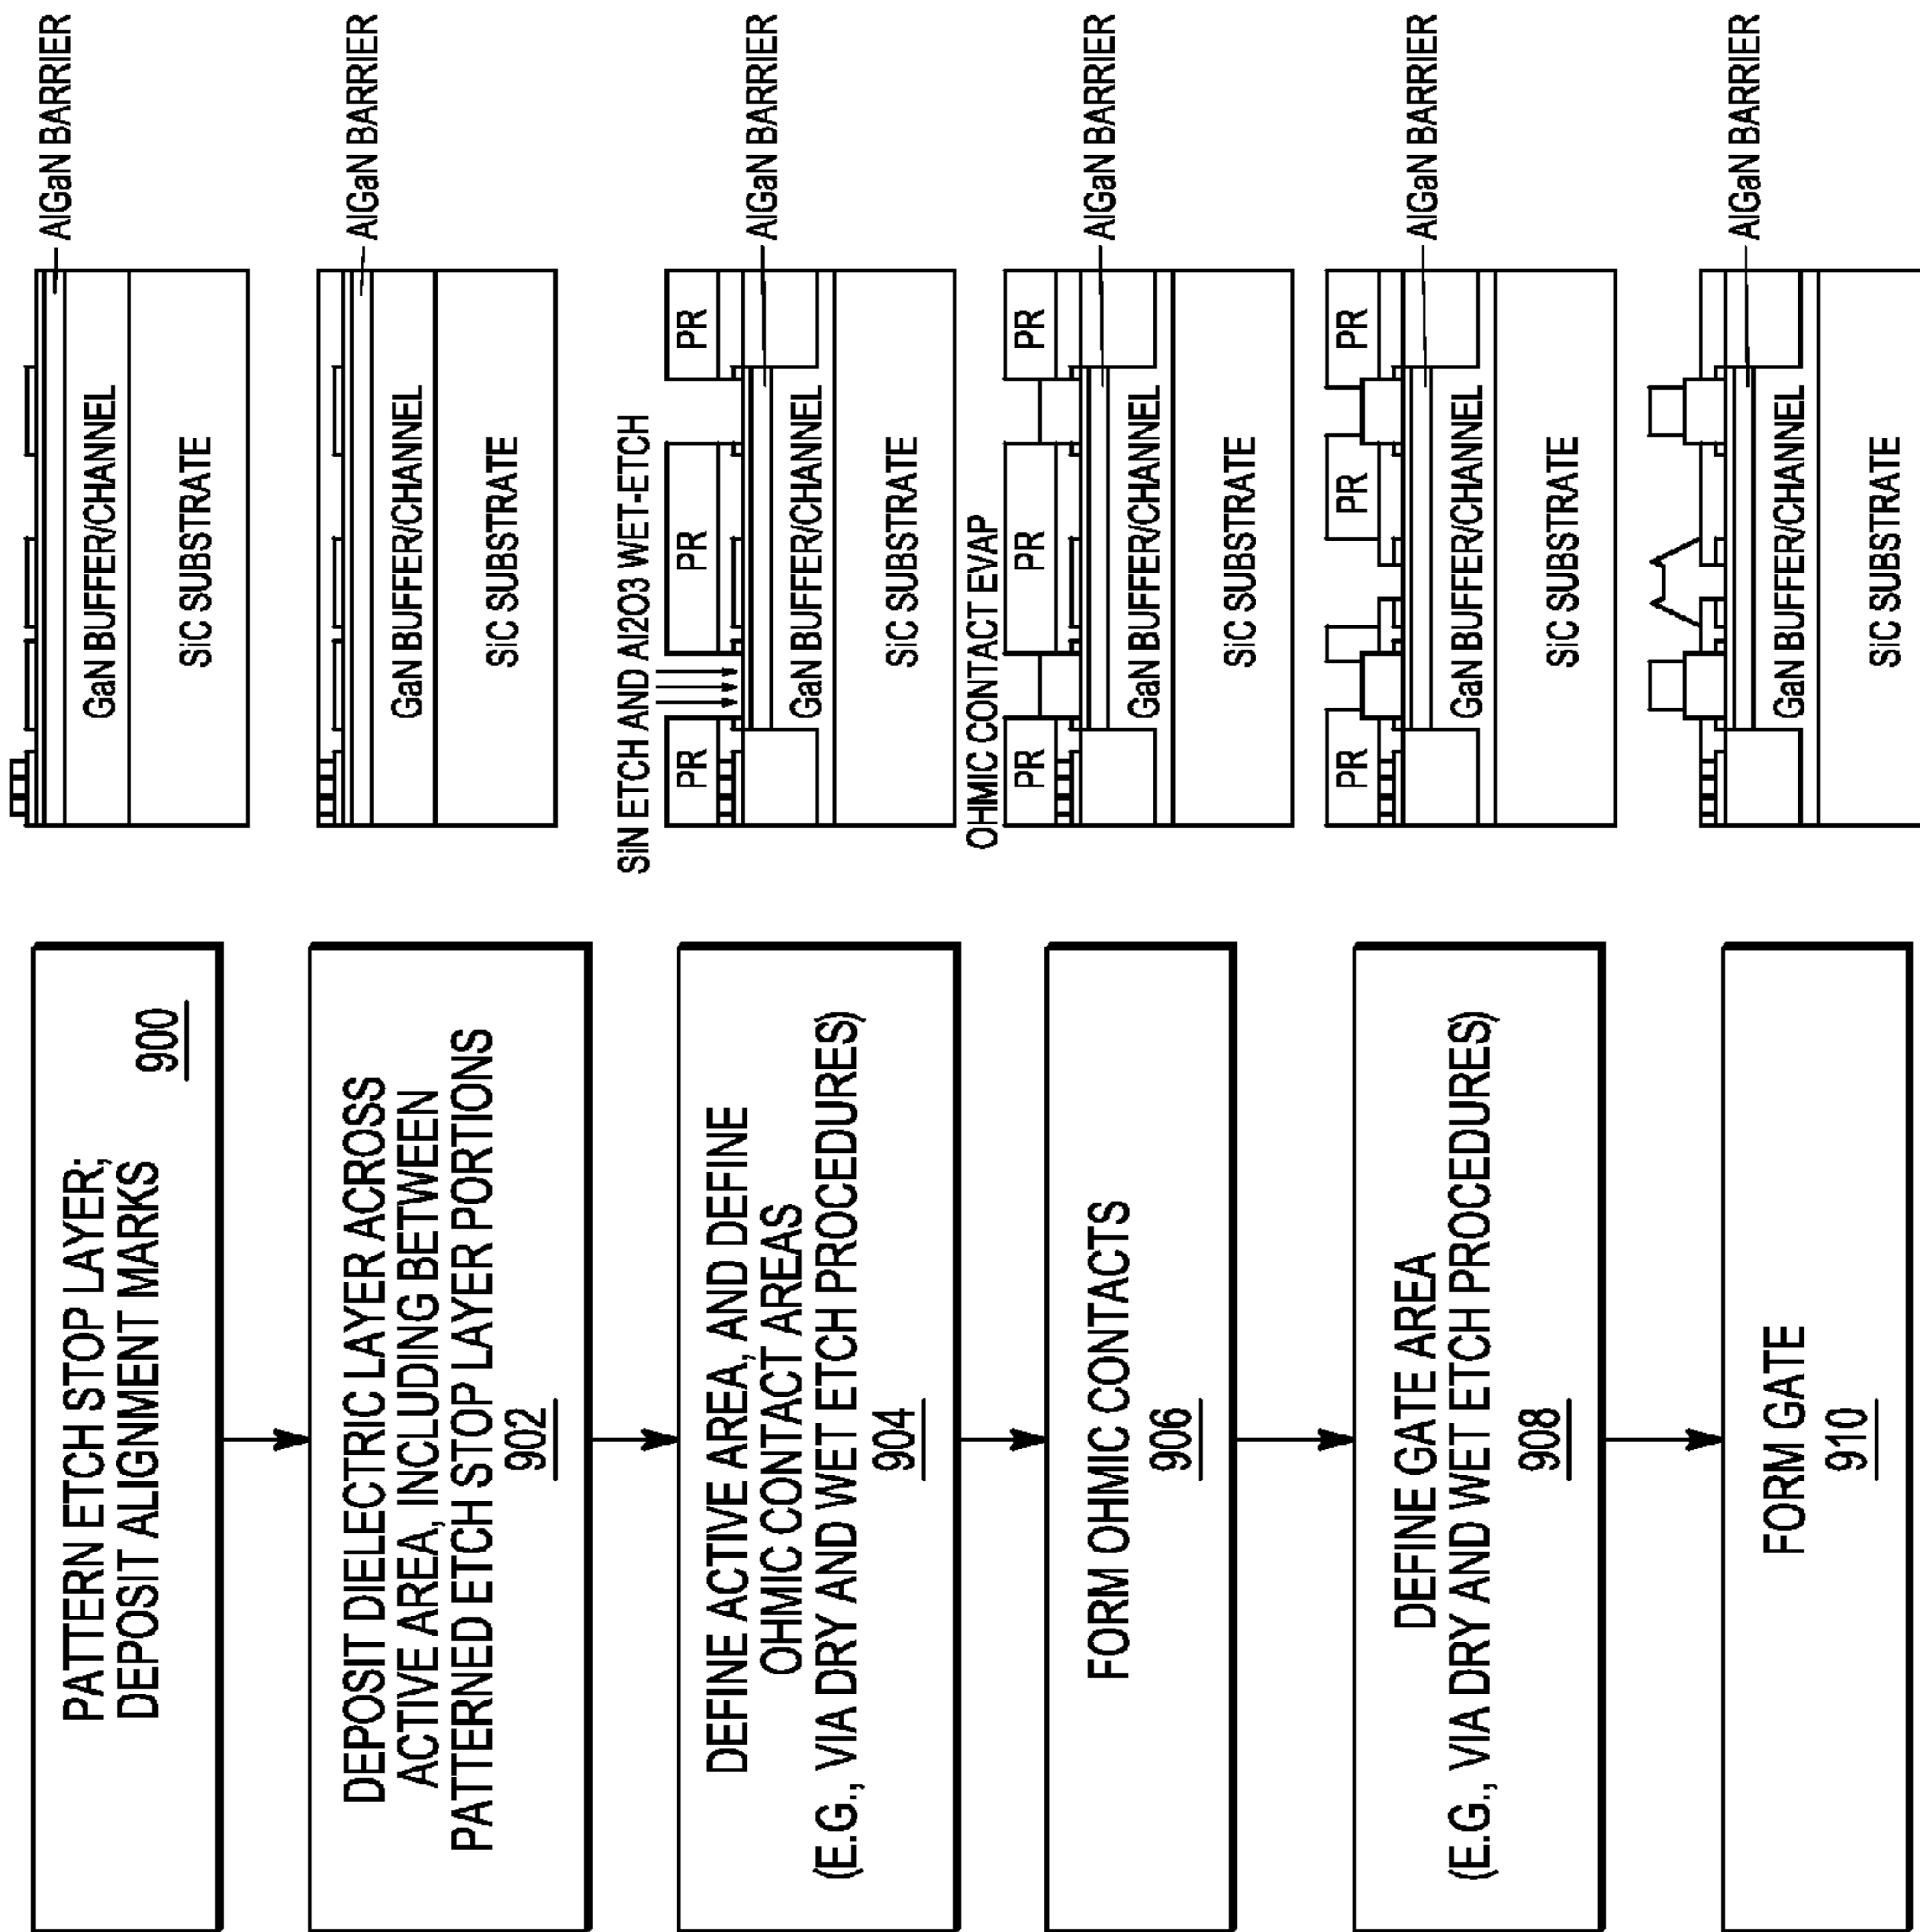 PATTERN ETCH STOP LAYER;
DEPOSIT ALIGNMENT MARKS
900
AlGaN BARRIER
GaN BUFFER/CHANNEL
SiC SUBSTRATE
DEPOSIT DIELECTRIC LAYER ACROSS
ACTIVE AREA, INCLUDING BETWEEN
PATTERNED ETCH STOP LAYER PORTIONS
902
AlGaN BARRIER
GaN BUFFER/CHANNEL
SiC SUBSTRATE
DEFINE ACTIVE AREA, AND DEFINE
OHMIC CONTACT AREAS
(E.G., VIA DRY AND WET ETCH PROCEDURES)
904
SiN ETCH AND Al2O3 WET-ETCH
PR PR PR
AlGaN BARRIER
GaN BUFFER/CHANNEL
SiC SUBSTRATE
FORM OHMIC CONTACTS
906
OHMIC CONTACT EVAP
PR PR PR
AlGaN BARRIER
GaN BUFFER/CHANNEL
SiC SUBSTRATE
DEFINE GATE AREA
(E.G., VIA DRY AND WET ETCH PROCEDURES)
908
PR PR PR
AlGaN BARRIER
GaN BUFFER/CHANNEL
SiC SUBSTRATE
FORM GATE
910
AlGaN BARRIER
GaN BUFFER/CHANNEL
SiC SUBSTRATE